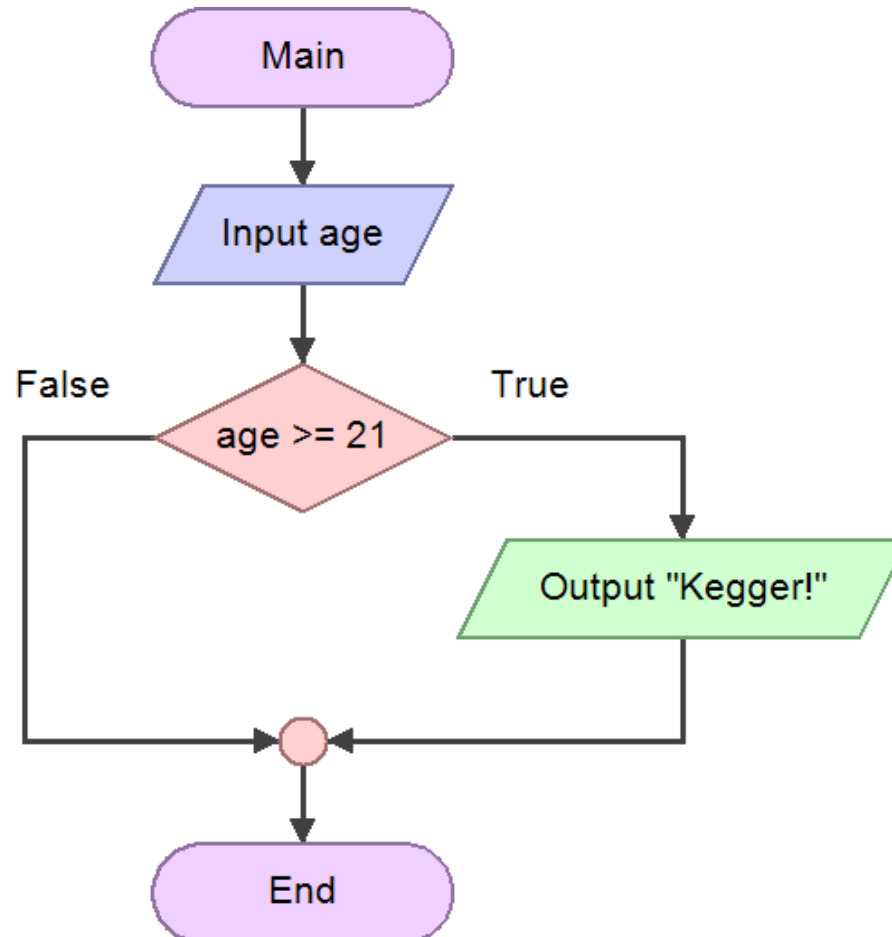 Main
Input age
False
True
age >= 21
Output "Kegger!"
End